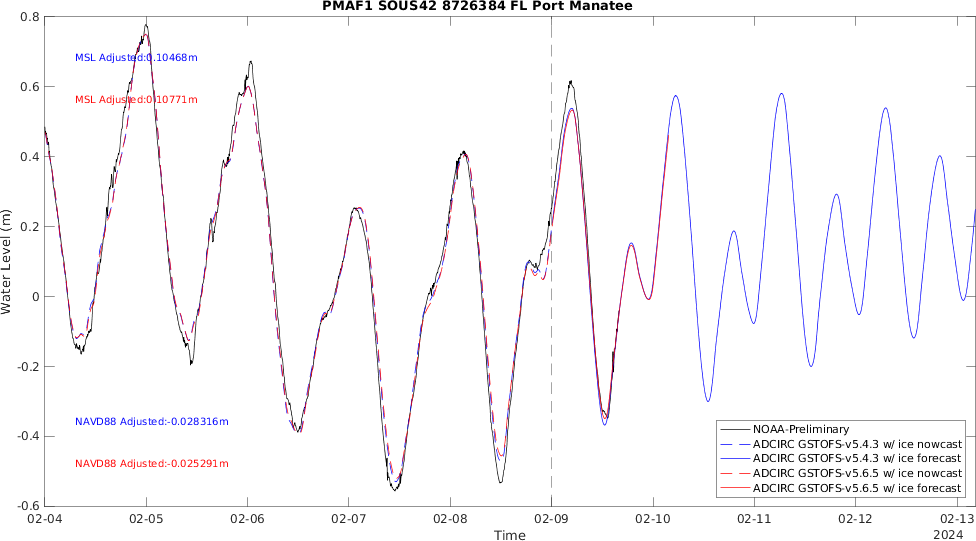 PMAF1 SOUS42 8726384 FL Port Manatee
0.8
0.6
0.4
0.2
0
-0.2
-0.4
-0.6
Water Level (m)
MSL Adjusted:0.10468m
MSL Adjusted:0.10771m
NAVD88 Adjusted:-0.028316m
NAVD88 Adjusted:-0.025291m
NOAA-Preliminary
ADCIRC GSTOFS-v5.4.3 w/ ice nowcast
ADCIRC GSTOFS-v5.4.3 w/ ice forecast
ADCIRC GSTOFS-v5.6.5 w/ ice nowcast
ADCIRC GSTOFS-v5.6.5 w/ ice forecast
02-04 02-05 02-06 02-07 02-08 02-09 02-10 02-11 02-12 02-13
Time
2024